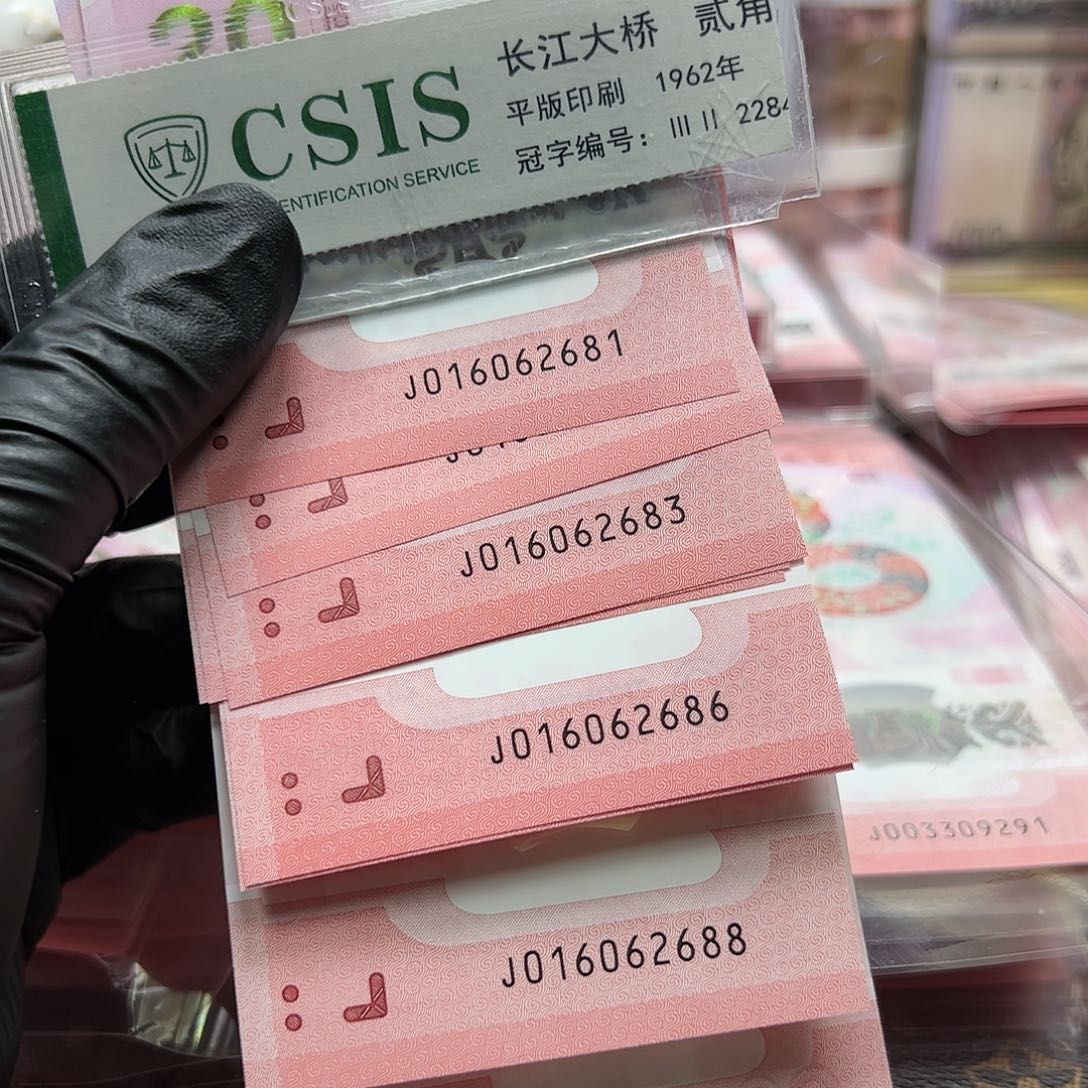 20
CSIS
ENTIFICATION SERVICE
长江大桥 贰角
平版印刷 1962年
冠字编号: III II 2284
J016062681
J016062683
J016062686
J003309291
J016062688